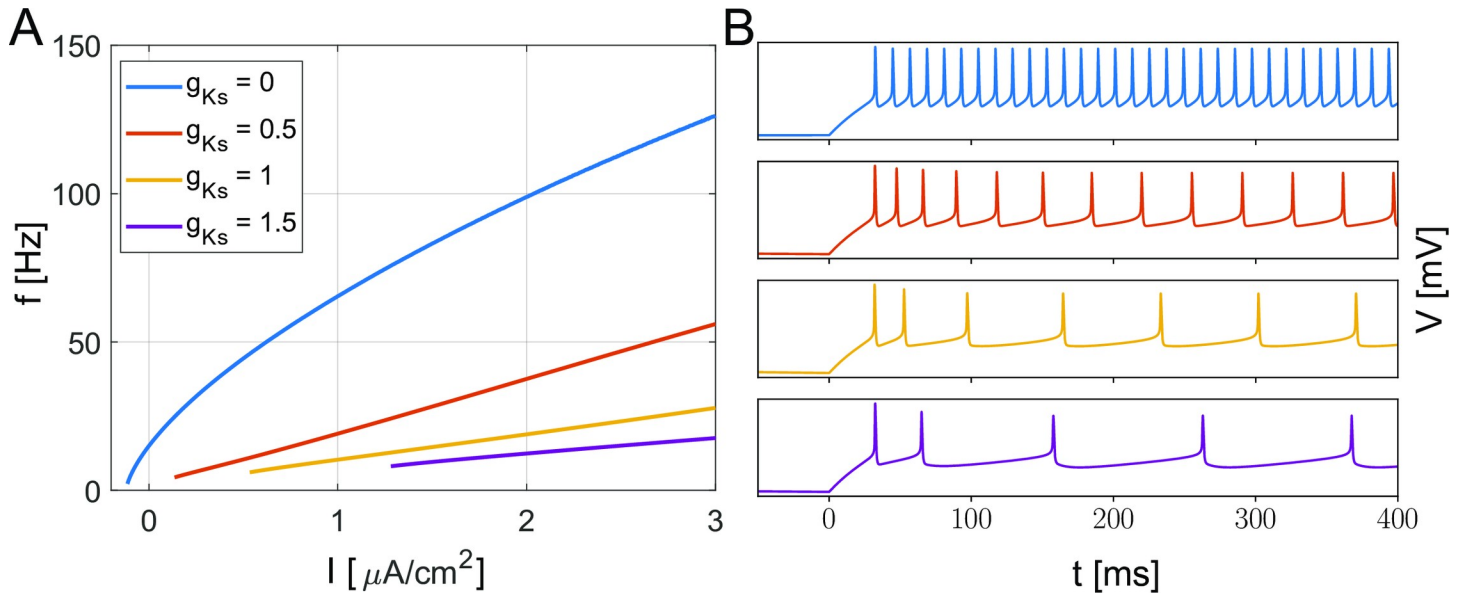 A
150
100
50
0
f [Hz]
g_Ks = 0
g_Ks = 0.5
g_Ks = 1
g_Ks = 1.5
0 1 2 3
I [ μA/cm²]
B
V [mV]
0 100 200 300 400
t [ms]